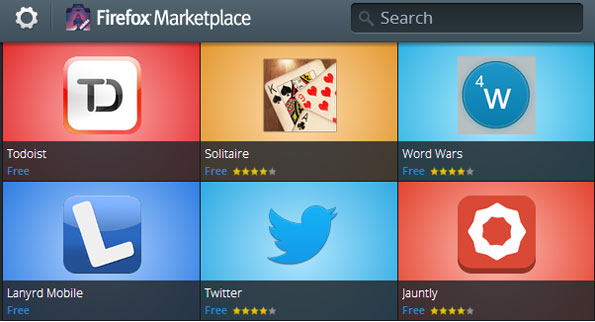 Firefox Marketplace
Search
TD
K
9
4
W
Todoist
Solitaire
Word Wars
Free
Free
Free
L
Lanyrd Mobile
Twitter
Jauntly
Free
Free
Free